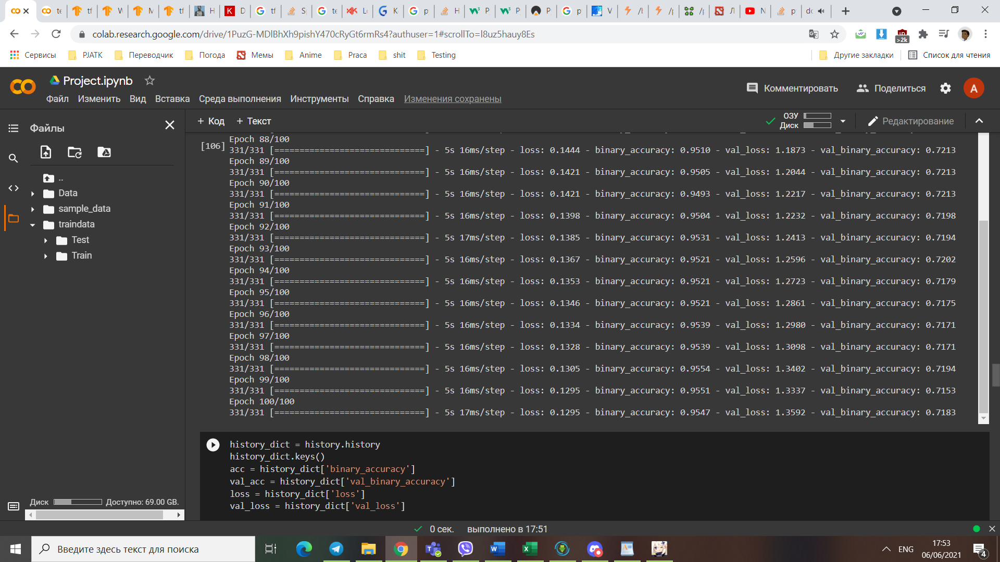 colab.research.google.com/drive/1PuzG-MDlBhXh9pishY470cRyGt6rmRs4?authuser=1#scrollTo=l8uz5hauy8Es
>2k
Сервисы PJATK Переводчик Погода Мемы Anime Praca shit Testing Другие закладки Список для чтения
Project.ipynb
Файл Изменить Вид Вставка Среда выполнения Инструменты Справка Изменения сохранены
Комментировать Поделиться A
Файлы
+ Код + Текст
ОЗУ
Диск
Редактирование
..
Data
sample_data
traindata
Test
Train
Диск Доступно: 69.00 GB.
[106]
Epoch 88/100
331/331 [==============================] - 5s 16ms/step - loss: 0.1444 - binary_accuracy: 0.9510 - val_loss: 1.1873 - val_binary_accuracy: 0.7213
Epoch 89/100
331/331 [==============================] - 5s 16ms/step - loss: 0.1421 - binary_accuracy: 0.9505 - val_loss: 1.2044 - val_binary_accuracy: 0.7213
Epoch 90/100
331/331 [==============================] - 5s 16ms/step - loss: 0.1421 - binary_accuracy: 0.9493 - val_loss: 1.2217 - val_binary_accuracy: 0.7213
Epoch 91/100
331/331 [==============================] - 5s 16ms/step - loss: 0.1398 - binary_accuracy: 0.9504 - val_loss: 1.2232 - val_binary_accuracy: 0.7198
Epoch 92/100
331/331 [==============================] - 5s 17ms/step - loss: 0.1385 - binary_accuracy: 0.9531 - val_loss: 1.2413 - val_binary_accuracy: 0.7194
Epoch 93/100
331/331 [==============================] - 5s 16ms/step - loss: 0.1367 - binary_accuracy: 0.9521 - val_loss: 1.2596 - val_binary_accuracy: 0.7202
Epoch 94/100
331/331 [==============================] - 5s 16ms/step - loss: 0.1353 - binary_accuracy: 0.9521 - val_loss: 1.2723 - val_binary_accuracy: 0.7179
Epoch 95/100
331/331 [==============================] - 5s 16ms/step - loss: 0.1346 - binary_accuracy: 0.9521 - val_loss: 1.2861 - val_binary_accuracy: 0.7175
Epoch 96/100
331/331 [==============================] - 5s 16ms/step - loss: 0.1334 - binary_accuracy: 0.9539 - val_loss: 1.2980 - val_binary_accuracy: 0.7171
Epoch 97/100
331/331 [==============================] - 5s 16ms/step - loss: 0.1328 - binary_accuracy: 0.9539 - val_loss: 1.3098 - val_binary_accuracy: 0.7171
Epoch 98/100
331/331 [==============================] - 5s 16ms/step - loss: 0.1305 - binary_accuracy: 0.9554 - val_loss: 1.3402 - val_binary_accuracy: 0.7194
Epoch 99/100
331/331 [==============================] - 5s 16ms/step - loss: 0.1295 - binary_accuracy: 0.9551 - val_loss: 1.3337 - val_binary_accuracy: 0.7153
Epoch 100/100
331/331 [==============================] - 5s 17ms/step - loss: 0.1295 - binary_accuracy: 0.9547 - val_loss: 1.3592 - val_binary_accuracy: 0.7183
history_dict = history.history
history_dict.keys()
acc = history_dict['binary_accuracy']
val_acc = history_dict['val_binary_accuracy']
loss = history_dict['loss']
val_loss = history_dict['val_loss']
0 сек. выполнено в 17:51
Введите здесь текст для поиска
ENG
17:53
06/06/2021
4